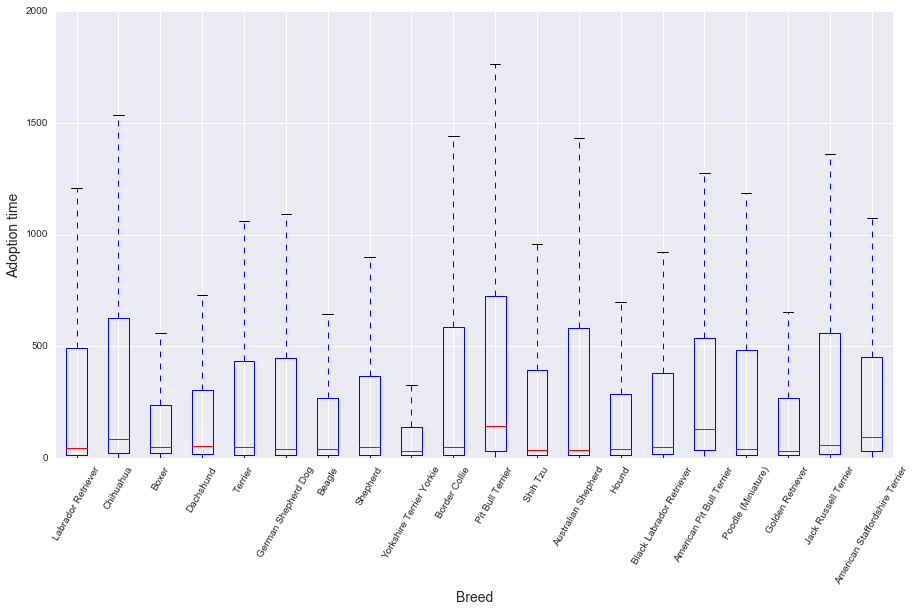 2000
1500
1000
500
0
Adoption time
Labrador Retriever
Chihuahua
Boxer
Dachshund
Terrier
German Shepherd Dog
Beagle
Shepherd
Yorkshire Terrier Yorkie
Border Collie
Pit Bull Terrier
Shih Tzu
Australian Shepherd
Hound
Black Labrador Retriever
American Pit Bull Terrier
Poodle (Miniature)
Golden Retriever
Jack Russell Terrier
American Staffordshire Terrier
Breed